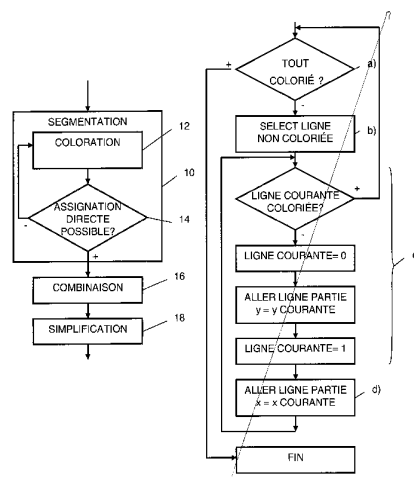 SEGMENTATION
COLORATION
12
10
ASSIGNATION
DIRECTE
POSSIBLE?
14
-
+
COMBINAISON
16
SIMPLIFICATION
18
+
TOUT
COLORIÉ ?
a)
-
SELECT LIGNE
NON COLORIÉE
b)
LIGNE COURANTE
COLORIÉE?
+
-
LIGNE COURANTE= 0
ALLER LIGNE PARTIE
y = y COURANTE
LIGNE COURANTE= 1
ALLER LIGNE PARTIE
x = x COURANTE
d)
FIN